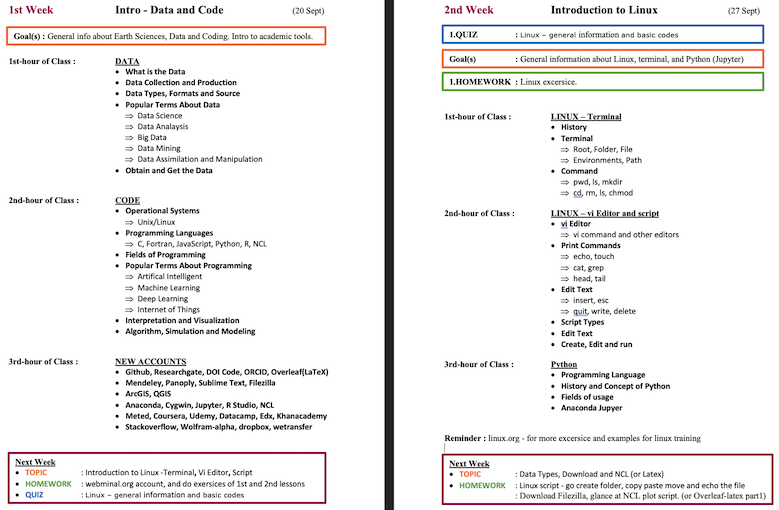 1st Week Intro - Data and Code (20 Sept)
Goal(s) : General info about Earth Sciences, Data and Coding. Intro to academic tools.
1st-hour of Class : DATA
• What is the Data
• Data Collection and Production
• Data Types, Formats and Source
• Popular Terms About Data
⇒ Data Science
⇒ Data Analaysis
⇒ Big Data
⇒ Data Mining
⇒ Data Assimilation and Manipulation
• Obtain and Get the Data
2nd-hour of Class : CODE
• Operational Systems
⇒ Unix/Linux
• Programming Languages
⇒ C, Fortran, JavaScript, Python, R, NCL
• Fields of Programming
• Popular Terms About Programming
⇒ Artifical Intelligent
⇒ Machine Learning
⇒ Deep Learning
⇒ Internet of Things
• Interpretation and Visualization
• Algorithm, Simulation and Modeling
3rd-hour of Class : NEW ACCOUNTS
• Github, Researchgate, DOI Code, ORCID, Overleaf(LaTeX)
• Mendeley, Panoply, Sublime Text, Filezilla
• ArcGIS, QGIS
• Anaconda, Cygwin, Jupyter, R Studio, NCL
• Meted, Coursera, Udemy, Datacamp, Edx, Khanacademy
• Stackoverflow, Wolfram-alpha, dropbox, wetransfer
Next Week
• TOPIC : Introduction to Linux -Terminal, Vi Editor, Script
• HOMEWORK : webminal.org account, and do exersices of 1st and 2nd lessons
• QUIZ : Linux – general information and basic codes
2nd Week Introduction to Linux (27 Sept)
1.QUIZ : Linux – general information and basic codes
Goal(s) : General information about Linux, terminal, and Python (Jupyter)
1.HOMEWORK : Linux excersice.
1st-hour of Class : LINUX – Terminal
• History
• Terminal
⇒ Root, Folder, File
⇒ Environments, Path
• Command
⇒ pwd, ls, mkdir
⇒ cd, rm, ls, chmod
2nd-hour of Class : LINUX – vi Editor and script
• vi Editor
⇒ vi command and other editors
• Print Commands
⇒ echo, touch
⇒ cat, grep
⇒ head, tail
• Edit Text
⇒ insert, esc
⇒ quit, write, delete
• Script Types
• Edit Text
• Create, Edit and run
3rd-hour of Class : Python
• Programming Language
• History and Concept of Python
• Fields of usage
• Anaconda Jupyer
Reminder : linux.org - for more excersice and examples for linux training
Next Week
• TOPIC : Data Types, Download and NCL (or Latex)
• HOMEWORK : Linux script - go create folder, copy paste move and echo the file
: Download Filezilla, glance at NCL plot script. (or Overleaf-latex part1)